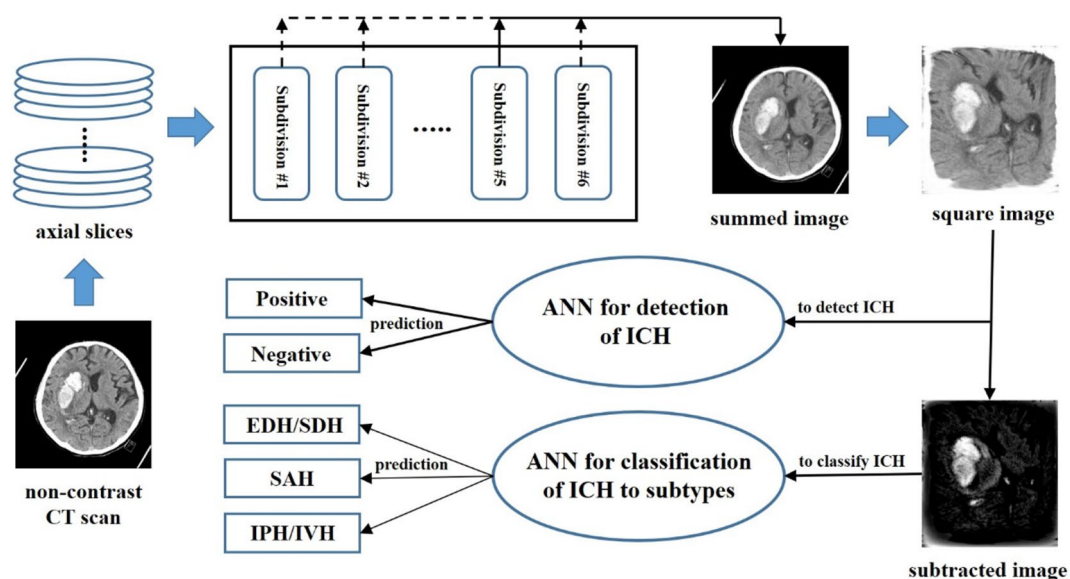 Subdivision #1
Subdivision #2
.....
Subdivision #5
Subdivision #6
axial slices
summed image
square image
Positive
prediction
Negative
ANN for detection
of ICH
to detect ICH
non-contrast
CT scan
EDH/SDH
prediction
SAH
IPH/IVH
ANN for classification
of ICH to subtypes
to classify ICH
subtracted image